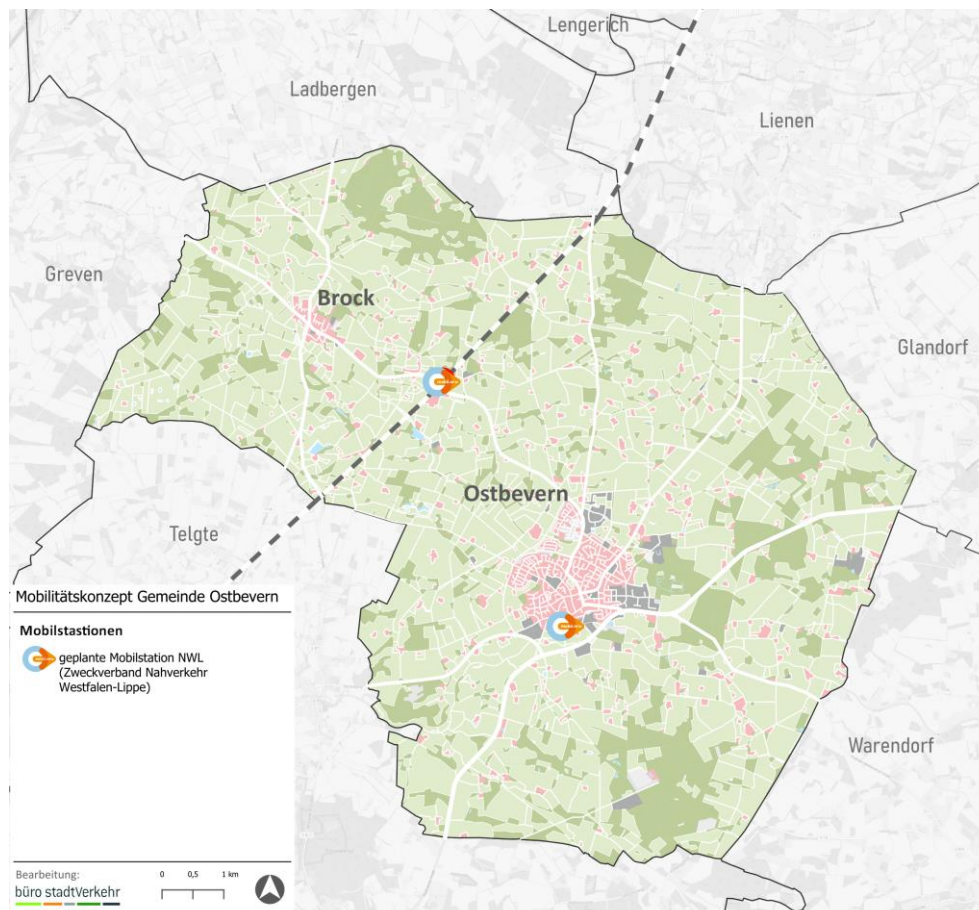 Lengerich
Ladbergen
Lienen
Greven
Brock
Glandorf
Ostbevern
Telgte
Warendorf
Mobilitätskonzept Gemeinde Ostbevern
Mobilstationen
geplante Mobilstation NWL
(Zweckverband Nahverkehr
Westfalen-Lippe)
Bearbeitung:
büro stadtVerkehr
0 0,5 1 km